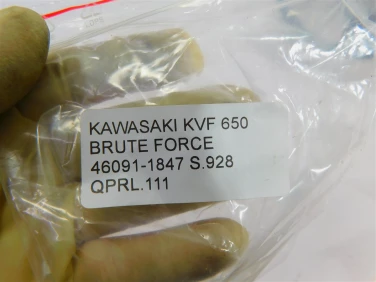 KAWASAKI KVF 650
BRUTE FORCE
46091-1847 S.928
QPRL.111